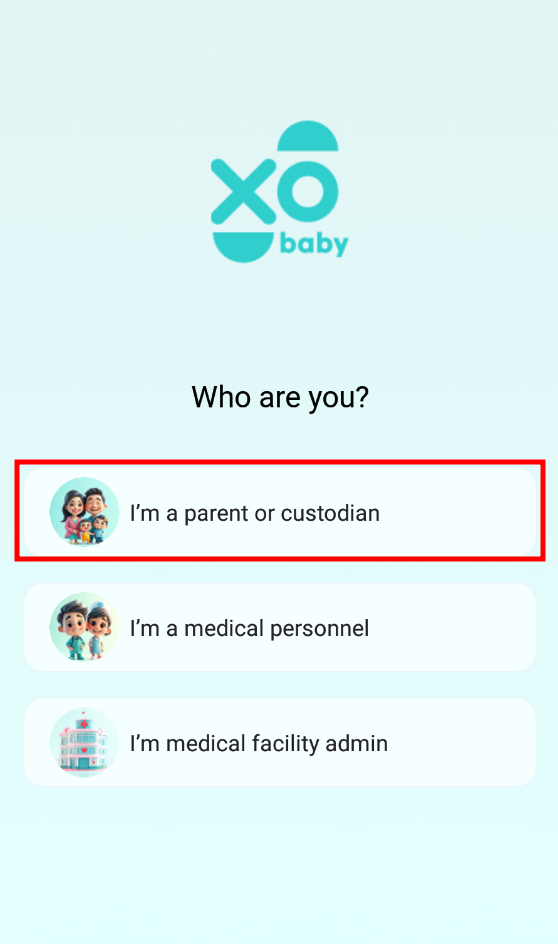 xo
baby
Who are you?
I'm a parent or custodian
I'm a medical personnel
I'm medical facility admin